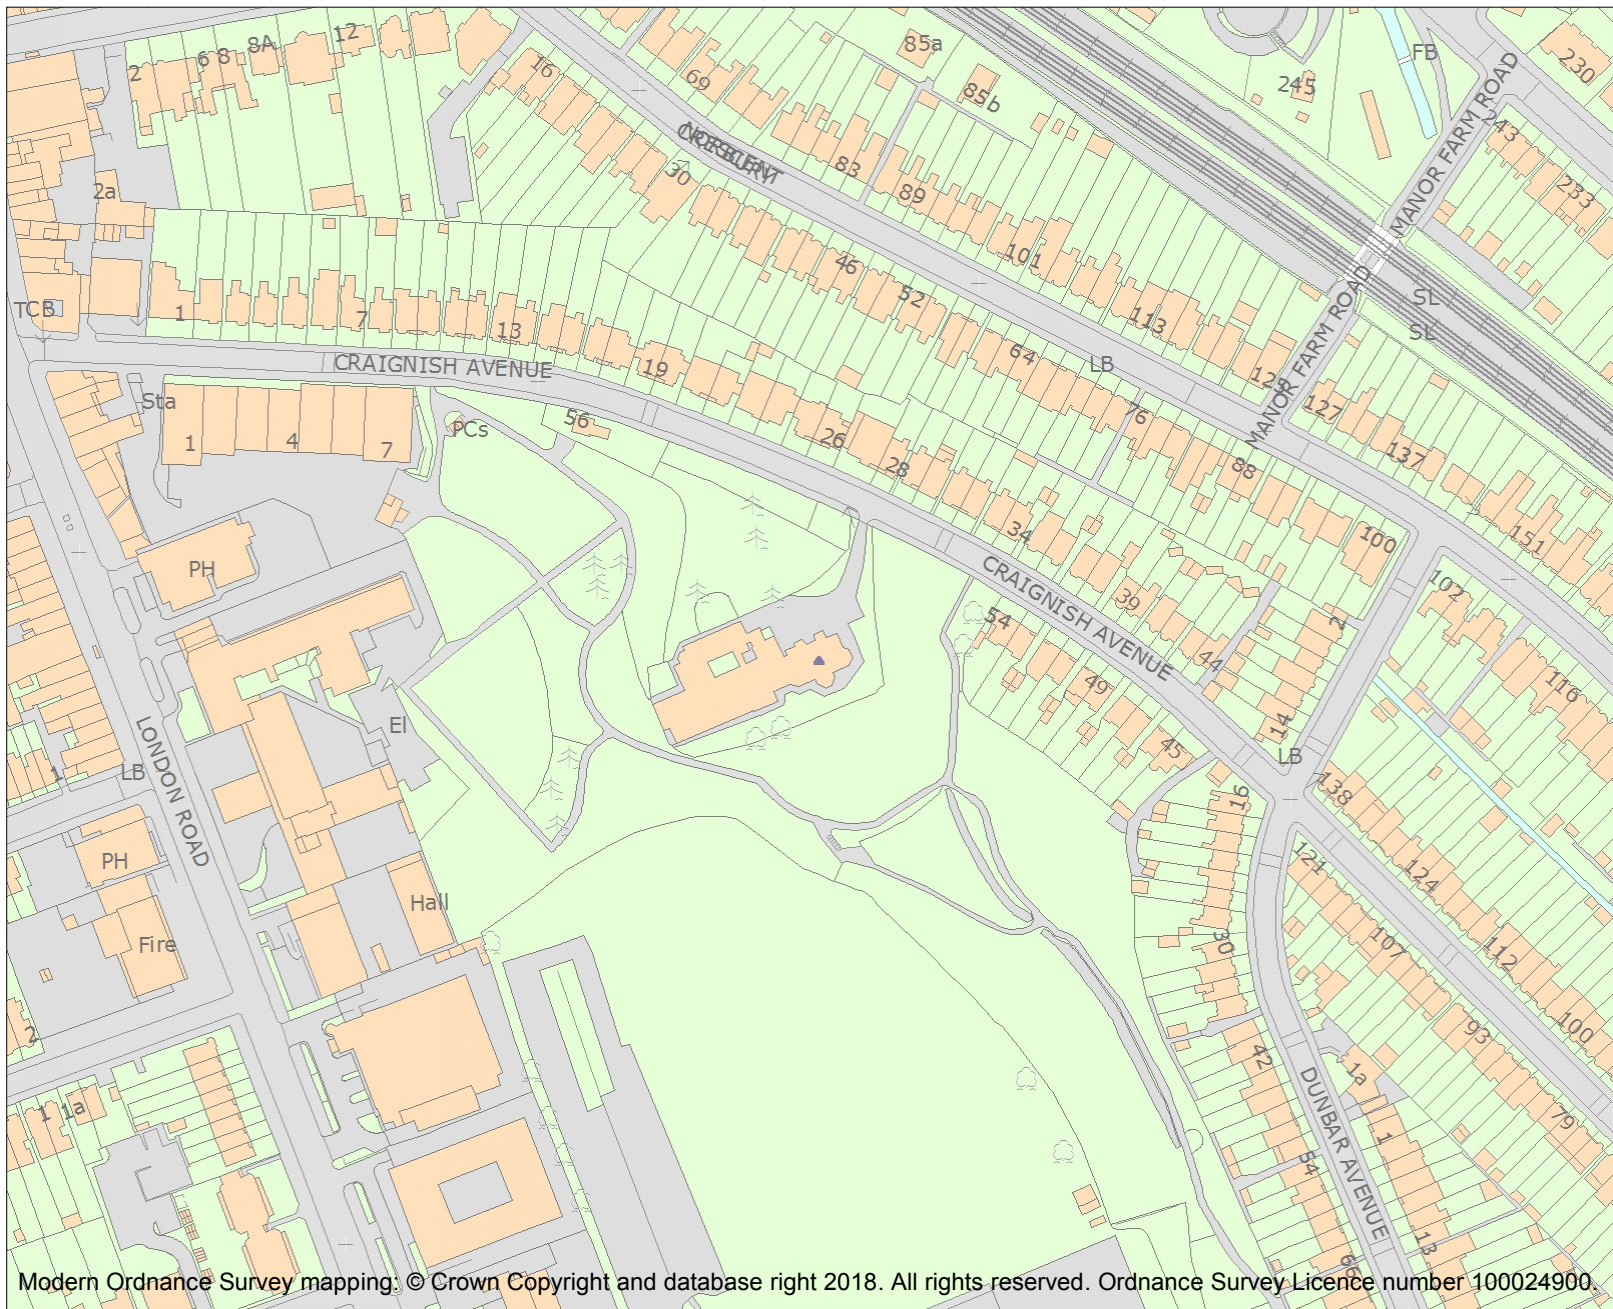 2
6
8
8A
12
16
69
85a
85b
245
FB
230
MANOR FARM ROAD
243
233
2a
30
NORBURY
CRESCENT
83
89
101
113
125
46
52
64
76
88
100
LB
SL
SL
MANOR FARM ROAD
127
137
151
TCB
1
7
13
19
CRAIGNISH AVENUE
26
28
34
39
44
Sta
1
4
7
PCs
56
PH
CRAIGNISH AVENUE
54
49
45
2
14
LB
102
116
El
LONDON ROAD
1
LB
PH
Fire
Hall
16
30
138
124
112
100
121
107
93
79
2
1
1a
42
54
66
1a
1
13
DUNBAR AVENUE
Modern Ordnance Survey mapping: © Crown Copyright and database right 2018. All rights reserved. Ordnance Survey Licence number 100024900.